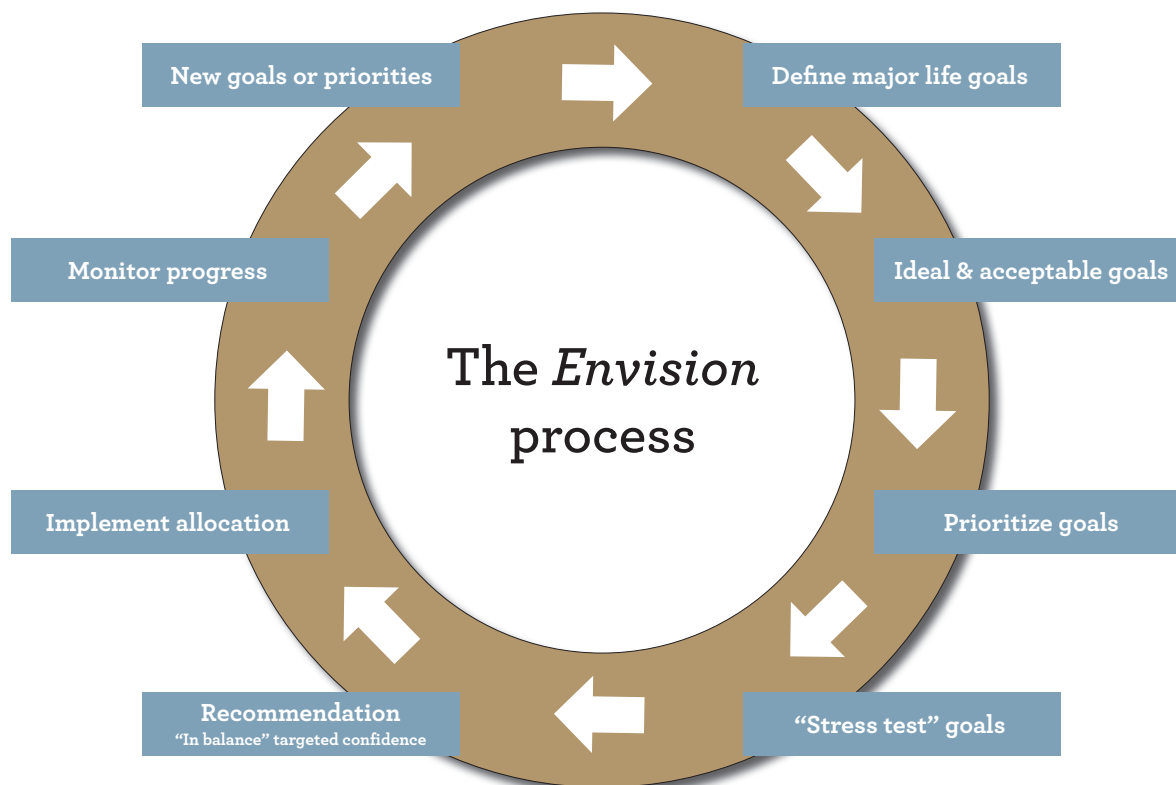 New goals or priorities
Define major life goals
Monitor progress
Ideal & acceptable goals
The Envision
process
Implement allocation
Prioritize goals
Recommendation
“In balance” targeted confidence
“Stress test” goals